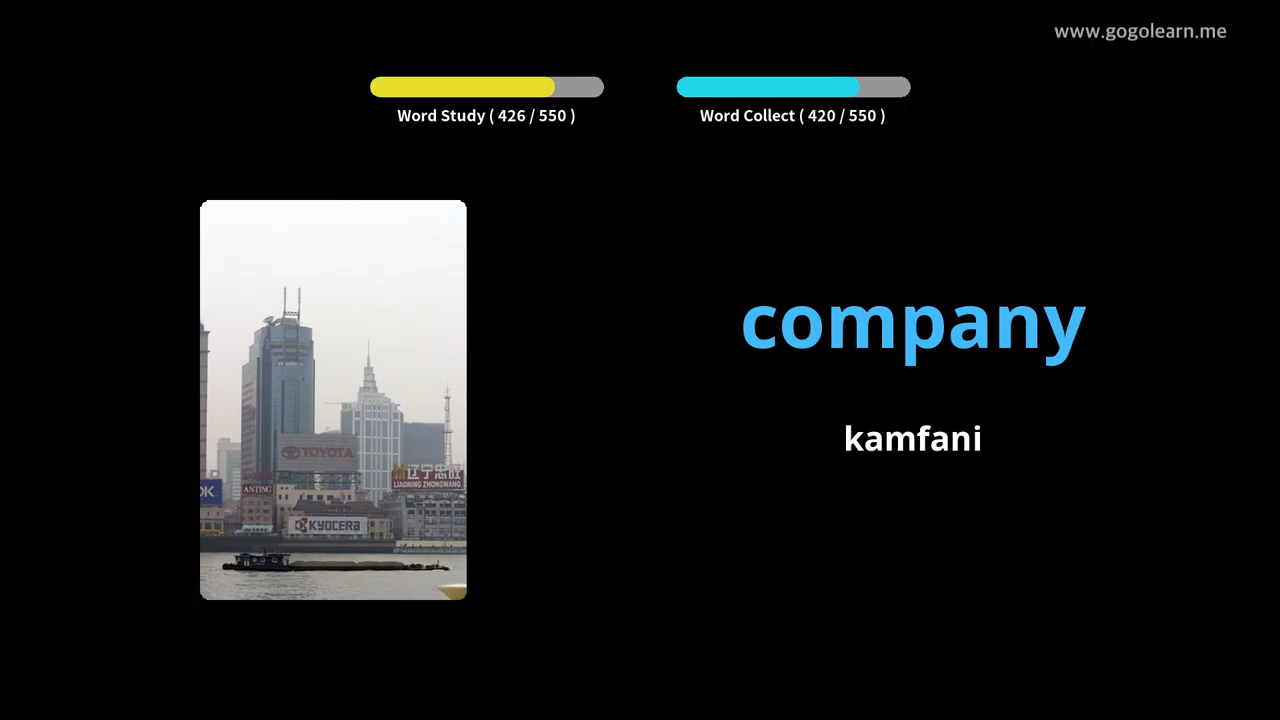 www.gogolearn.me
Word Study ( 426 / 550 )
Word Collect ( 420 / 550 )
company
kamfani
TOYOTA
辽宁忠旺
LIAONING ZHONGWANG
OK
ANTING
KYOCERA